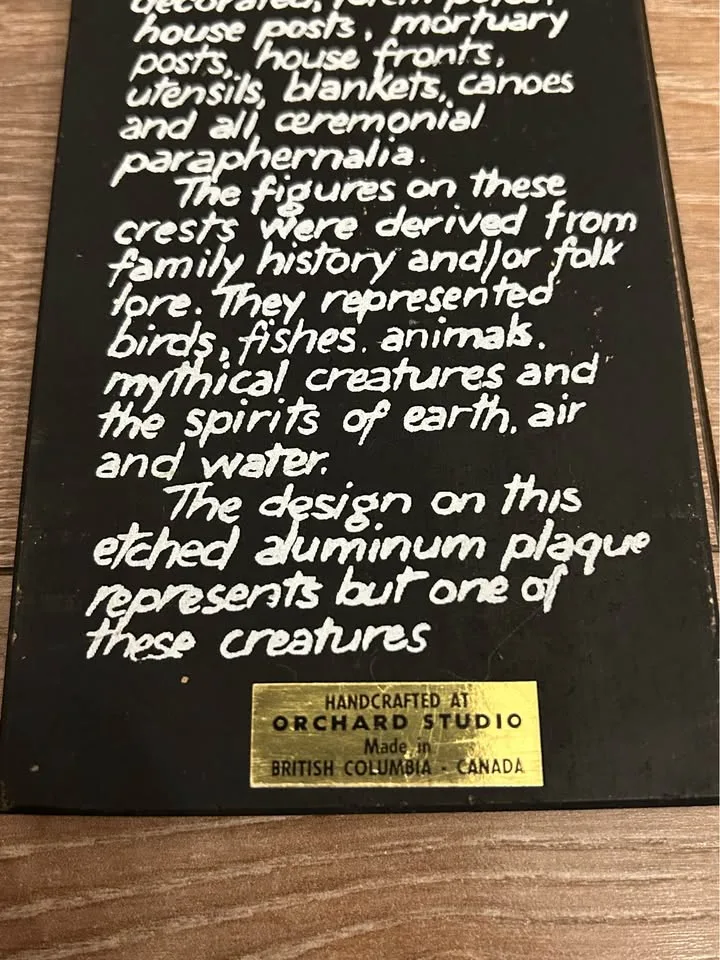 decorated, totem poles,
house posts, mortuary
posts, house fronts,
utensils, blankets, canoes
and all ceremonial
paraphernalia.
The figures on these
crests were derived from
family history and/or folk
lore. They represented
birds, fishes, animals,
mythical creatures and
the spirits of earth, air
and water.
The design on this
etched aluminum plaque
represents but one of
these creatures
HANDCRAFTED AT
ORCHARD STUDIO
Made in
BRITISH COLUMBIA - CANADA